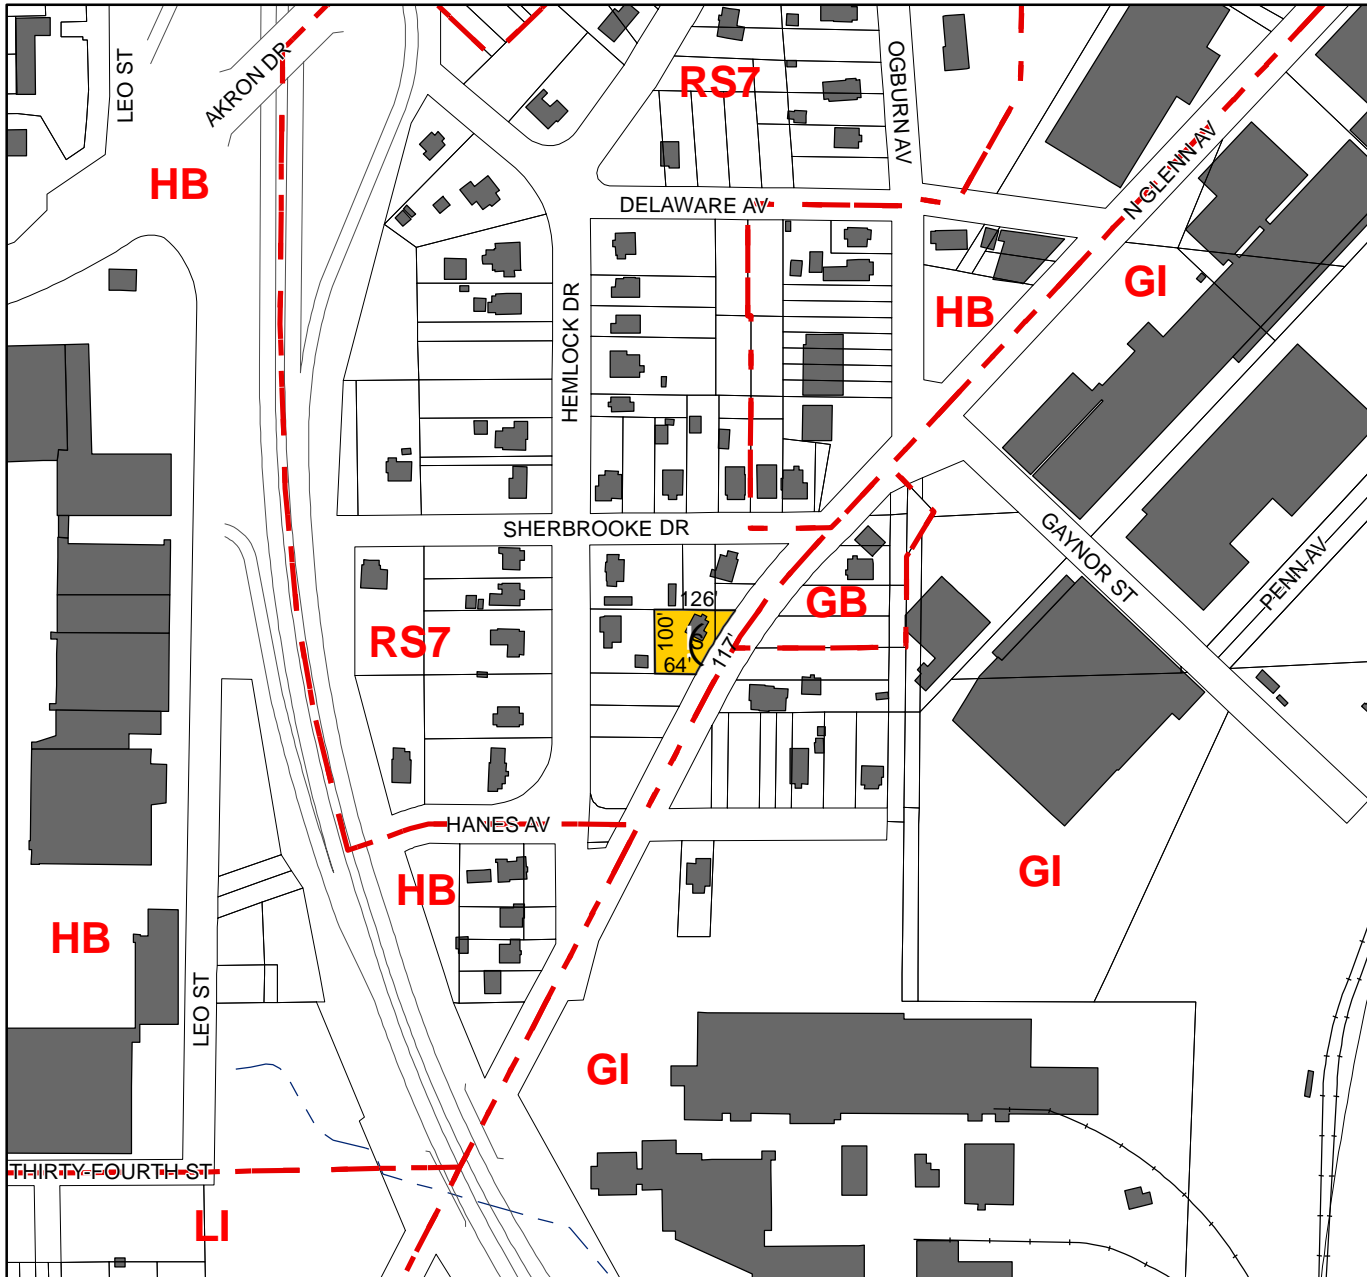 LEO ST
AKRON DR
RS7
OGBURN AV
HB
DELAWARE AV
N GLENN AV
GI
HEMLOCK DR
HB
SHERBROOKE DR
GAYNOR ST
PENN AV
126'
100'
GB
RS7
64'
117'
HANES AV
HB
GI
HB
LEO ST
GI
THIRTY-FOURTH ST
LI